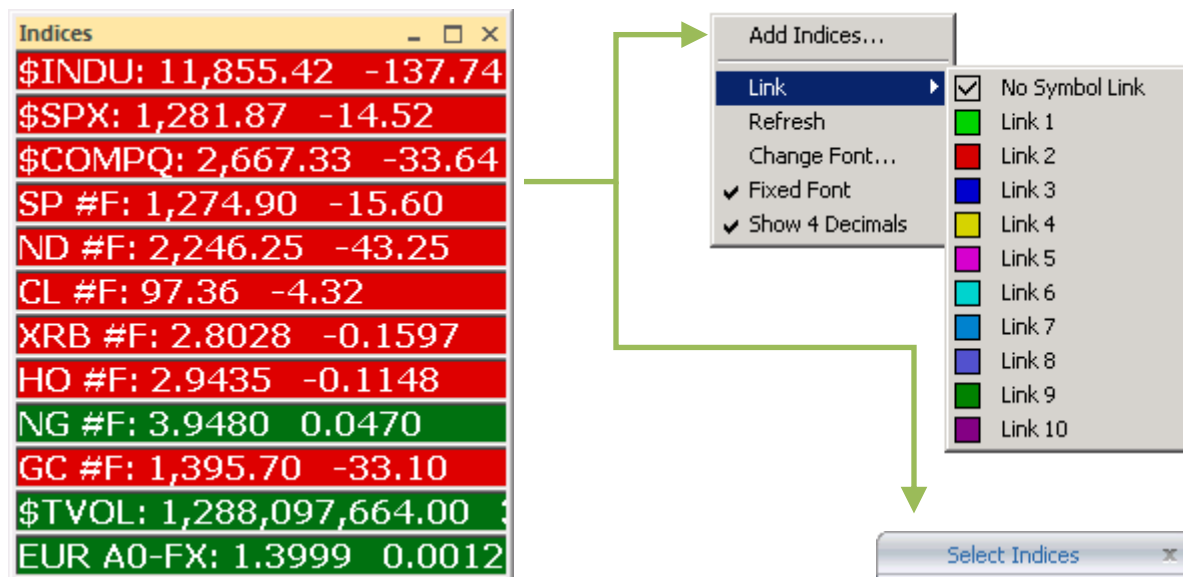 Indices
$INDU: 11,855.42 -137.74
$SPX: 1,281.87 -14.52
$COMPQ: 2,667.33 -33.64
SP #F: 1,274.90 -15.60
ND #F: 2,246.25 -43.25
CL #F: 97.36 -4.32
XRB #F: 2.8028 -0.1597
HO #F: 2.9435 -0.1148
NG #F: 3.9480 0.0470
GC #F: 1,395.70 -33.10
$TVOL: 1,288,097,664.00
EUR A0-FX: 1.3999 0.0012
Add Indices...
Link
Refresh
Change Font...
Fixed Font
Show 4 Decimals
No Symbol Link
Link 1
Link 2
Link 3
Link 4
Link 5
Link 6
Link 7
Link 8
Link 9
Link 10
Select Indices